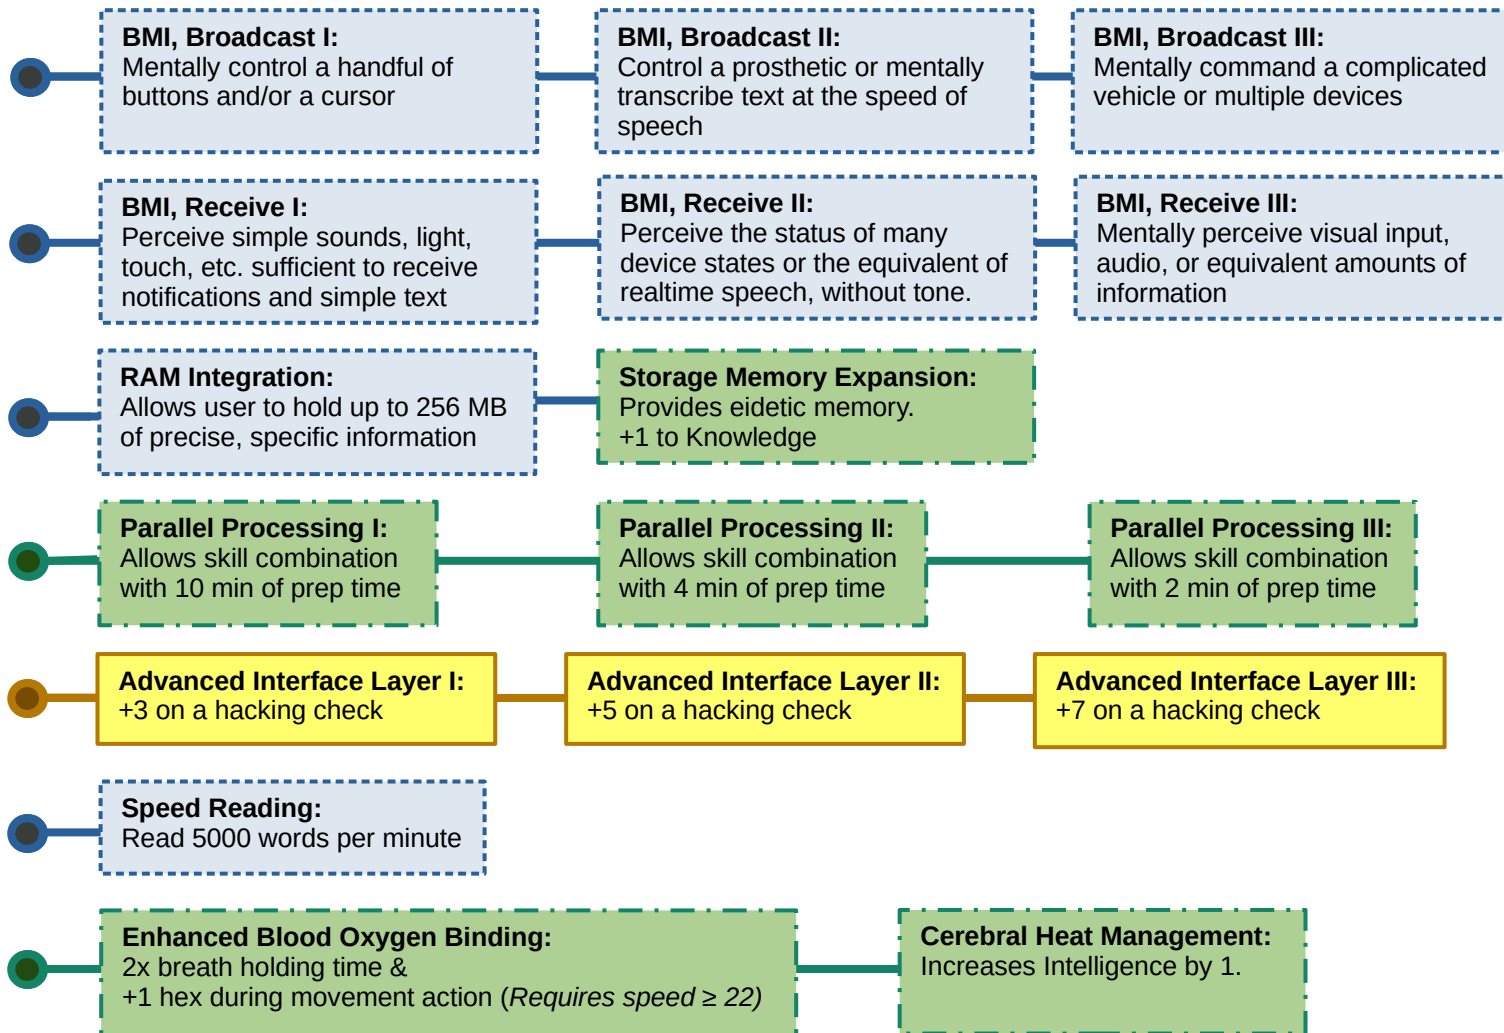 BMI, Broadcast I:
Mentally control a handful of
buttons and/or a cursor
BMI, Broadcast II:
Control a prosthetic or mentally
transcribe text at the speed of
speech
BMI, Broadcast III:
Mentally command a complicated
vehicle or multiple devices
BMI, Receive I:
Perceive simple sounds, light,
touch, etc. sufficient to receive
notifications and simple text
BMI, Receive II:
Perceive the status of many
device states or the equivalent of
realtime speech, without tone.
BMI, Receive III:
Mentally perceive visual input,
audio, or equivalent amounts of
information
RAM Integration:
Allows user to hold up to 256 MB
of precise, specific information
Storage Memory Expansion:
Provides eidetic memory.
+1 to Knowledge
Parallel Processing I:
Allows skill combination
with 10 min of prep time
Parallel Processing II:
Allows skill combination
with 4 min of prep time
Parallel Processing III:
Allows skill combination
with 2 min of prep time
Advanced Interface Layer I:
+3 on a hacking check
Advanced Interface Layer II:
+5 on a hacking check
Advanced Interface Layer III:
+7 on a hacking check
Speed Reading:
Read 5000 words per minute
Enhanced Blood Oxygen Binding:
2x breath holding time &
+1 hex during movement action (Requires speed ≥ 22)
Cerebral Heat Management:
Increases Intelligence by 1.